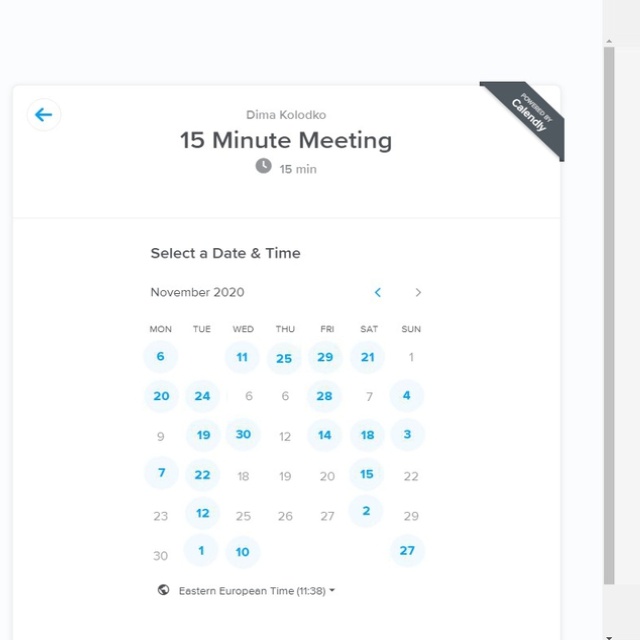 POWERED BY
Calendly
Dima Kolodko
15 Minute Meeting
15 min
Select a Date & Time
November 2020
MON TUE WED THU FRI SAT SUN
6 11 25 29 21 1
20 24 6 6 28 7 4
9 19 30 12 14 18 3
7 22 18 19 20 15 22
23 12 25 26 27 2 29
30 1 10 27
Eastern European Time (11:38)